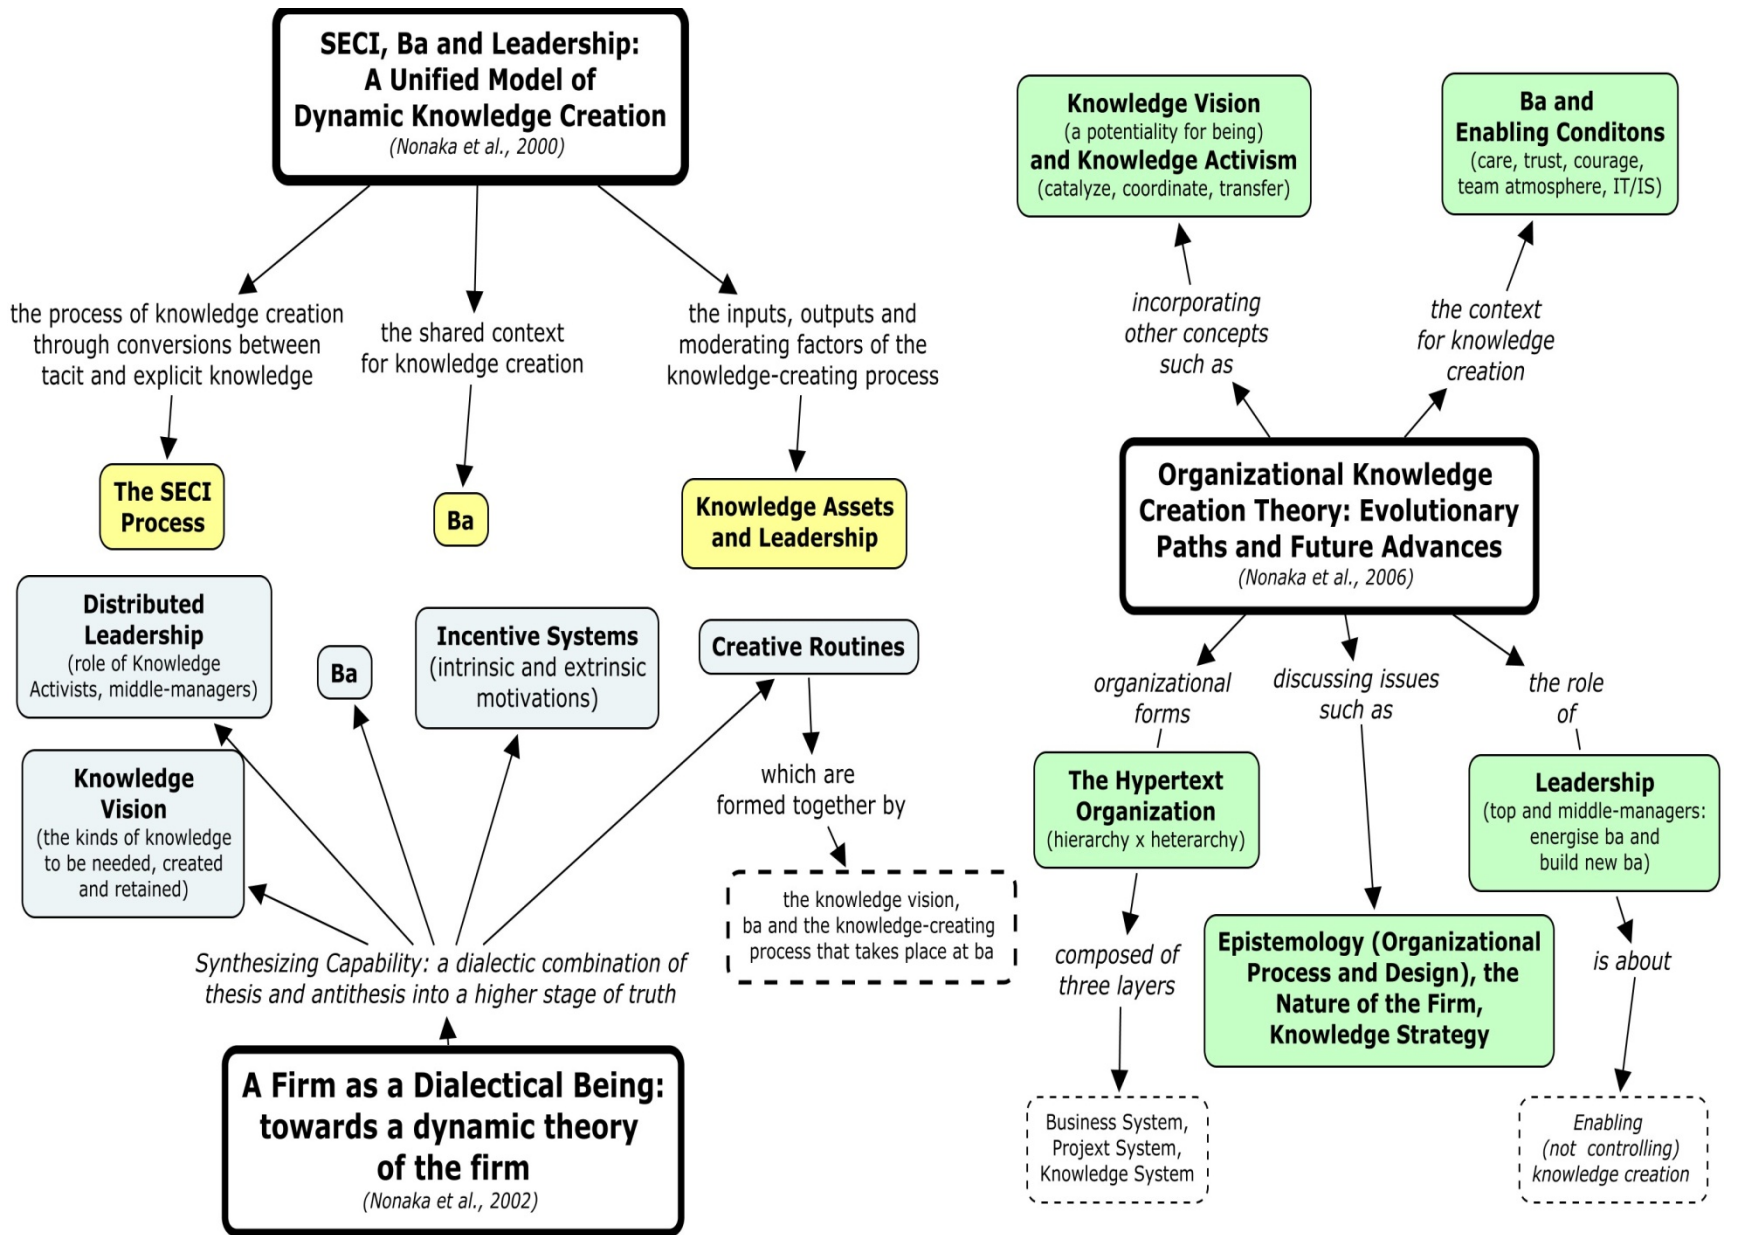 SECI, Ba and Leadership:
A Unified Model of
Dynamic Knowledge Creation
(Nonaka et al., 2000)
the process of knowledge creation
through conversions between
tacit and explicit knowledge
the shared context
for knowledge creation
the inputs, outputs and
moderating factors of the
knowledge-creating process
The SECI
Process
Ba
Knowledge Assets
and Leadership
Distributed
Leadership
(role of Knowledge
Activists, middle-managers)
Ba
Incentive Systems
(intrinsic and extrinsic
motivations)
Creative Routines
Knowledge
Vision
(the kinds of knowledge
to be needed, created
and retained)
which are
formed together by
the knowledge vision,
ba and the knowledge-creating
process that takes place at ba
Synthesizing Capability: a dialectic combination of
thesis and antithesis into a higher stage of truth
A Firm as a Dialectical Being:
towards a dynamic theory
of the firm
(Nonaka et al., 2002)
Knowledge Vision
(a potentiality for being)
and Knowledge Activism
(catalyze, coordinate, transfer)
Ba and
Enabling Conditons
(care, trust, courage,
team atmosphere, IT/IS)
incorporating
other concepts
such as
the context
for knowledge
creation
Organizational Knowledge
Creation Theory: Evolutionary
Paths and Future Advances
(Nonaka et al., 2006)
organizational
forms
discussing issues
such as
the role
of
The Hypertext
Organization
(hierarchy x heterarchy)
Leadership
(top and middle-managers:
energise ba and
build new ba)
Epistemology (Organizational
Process and Design), the
Nature of the Firm,
Knowledge Strategy
composed of
three layers
is about
Business System,
Projext System,
Knowledge System
Enabling
(not controlling)
knowledge creation